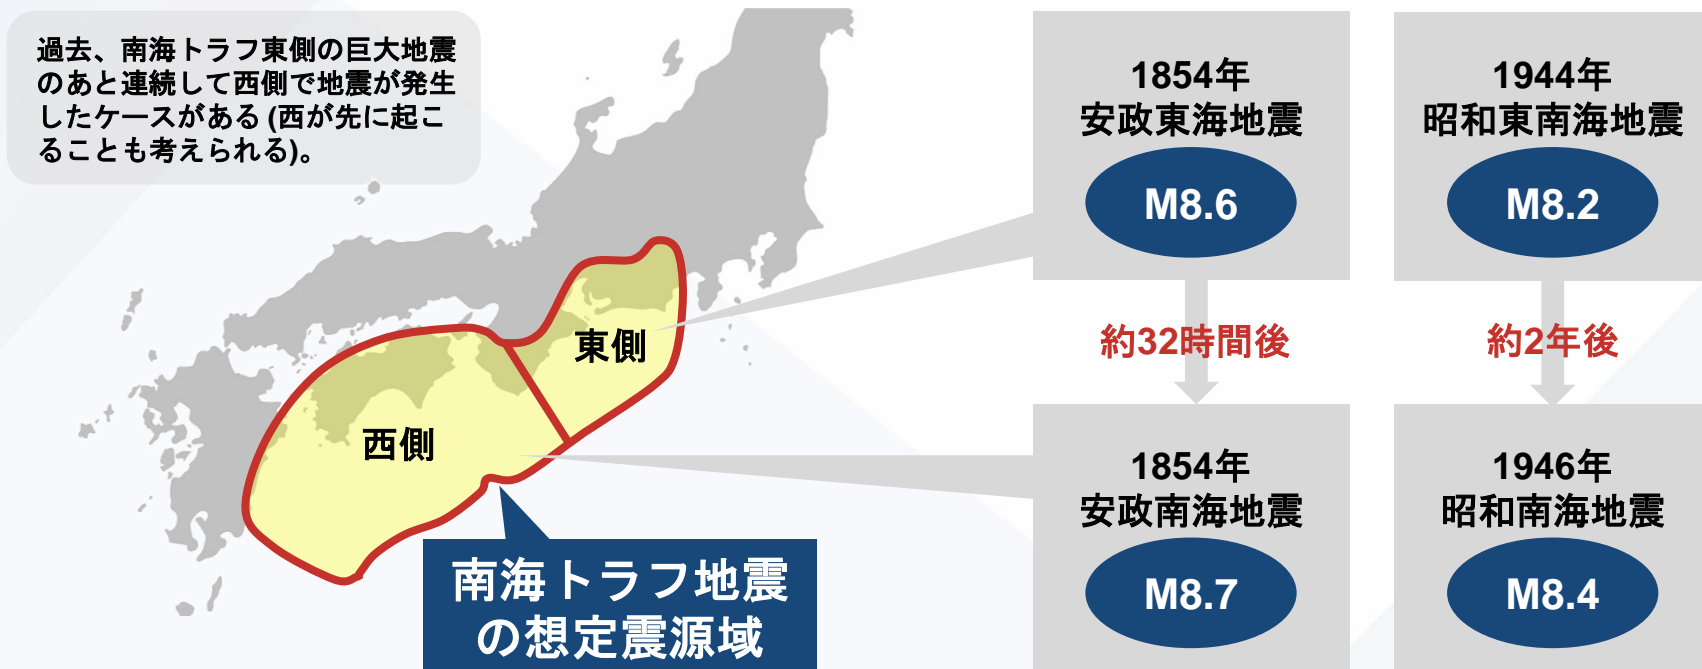 過去、南海トラフ東側の巨大地震
のあと連続して西側で地震が発生
したケースがある (西が先に起こ
ることも考えられる)。
東側
西側
南海トラフ地震
の想定震源域
1854年
安政東海地震
M8.6
約32時間後
1854年
安政南海地震
M8.7
1944年
昭和東南海地震
M8.2
約2年後
1946年
昭和南海地震
M8.4